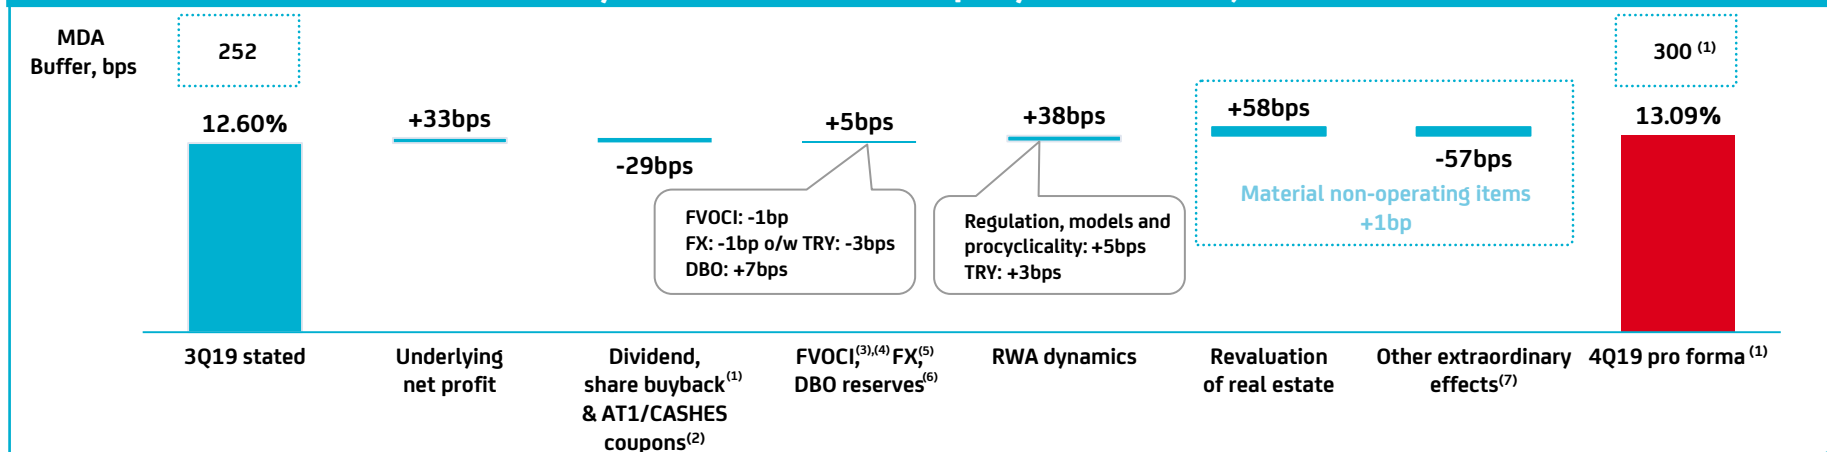 MDA
Buffer, bps
252
300 (1)
12.60%
+33bps
-29bps
+5bps
+38bps
+58bps
-57bps
13.09%
FVOCI: -1bp
FX: -1bp o/w TRY: -3bps
DBO: +7bps
Regulation, models and
procyclicality: +5bps
TRY: +3bps
Material non-operating items
+1bp
3Q19 stated
Underlying
net profit
Dividend,
share buyback(1)
& AT1/CASHES
coupons(2)
FVOCI,(3),(4) FX,(5)
DBO reserves(6)
RWA dynamics
Revaluation
of real estate
Other extraordinary
effects(7)
4Q19 pro forma (1)